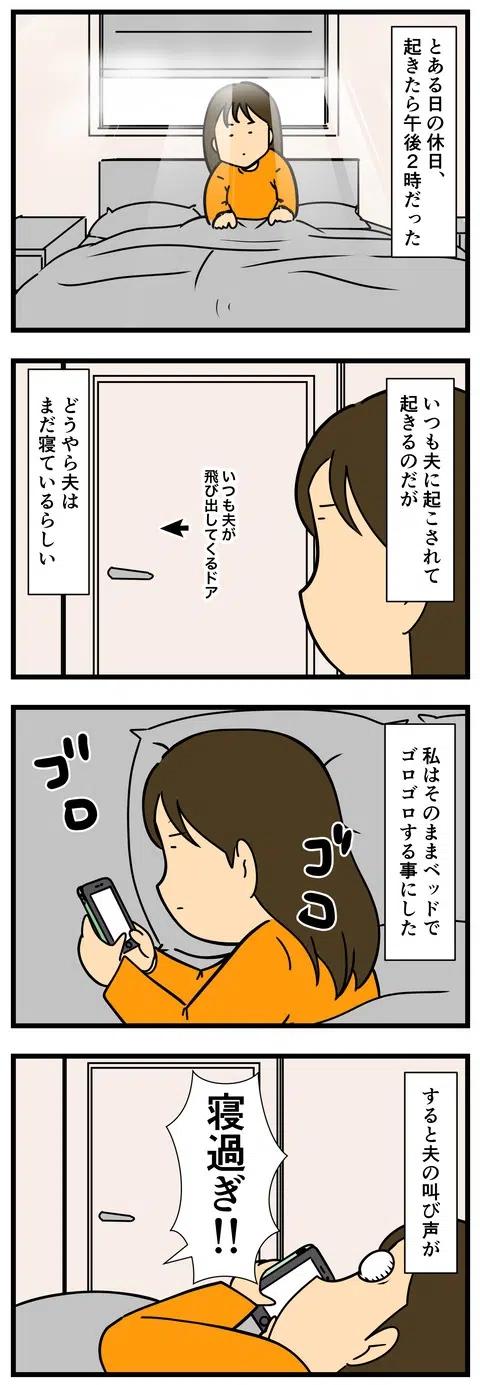 とある日の休日、
起きたら午後2時だった
いつも夫に起こされて
起きるのだが
いつも夫が
飛び出してくるドア
どうやら夫は
まだ寝ているらしい
私はそのままベッドで
ゴロゴロする事にした
ゴロ
ゴロ
すると夫の叫び声が
寝過ぎ!!